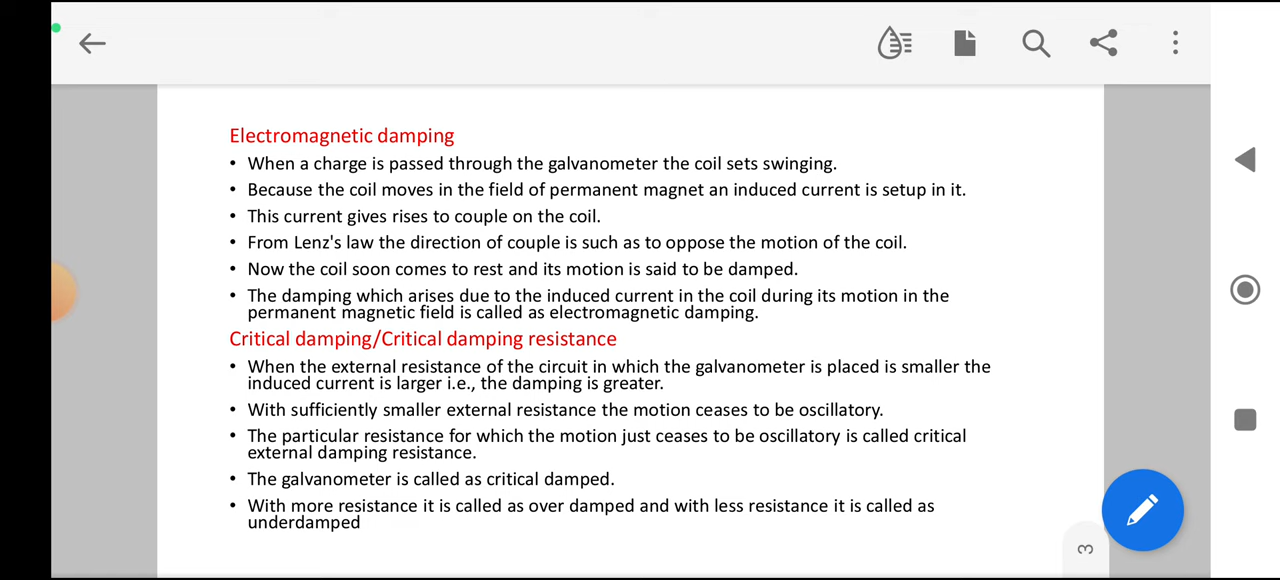 Electromagnetic damping
• When a charge is passed through the galvanometer the coil sets swinging.
• Because the coil moves in the field of permanent magnet an induced current is setup in it.
• This current gives rises to couple on the coil.
• From Lenz's law the direction of couple is such as to oppose the motion of the coil.
• Now the coil soon comes to rest and its motion is said to be damped.
• The damping which arises due to the induced current in the coil during its motion in the
permanent magnetic field is called as electromagnetic damping.
Critical damping/Critical damping resistance
• When the external resistance of the circuit in which the galvanometer is placed is smaller the
induced current is larger i.e., the damping is greater.
• With sufficiently smaller external resistance the motion ceases to be oscillatory.
• The particular resistance for which the motion just ceases to be oscillatory is called critical
external damping resistance.
• The galvanometer is called as critical damped.
• With more resistance it is called as over damped and with less resistance it is called as
underdamped
3